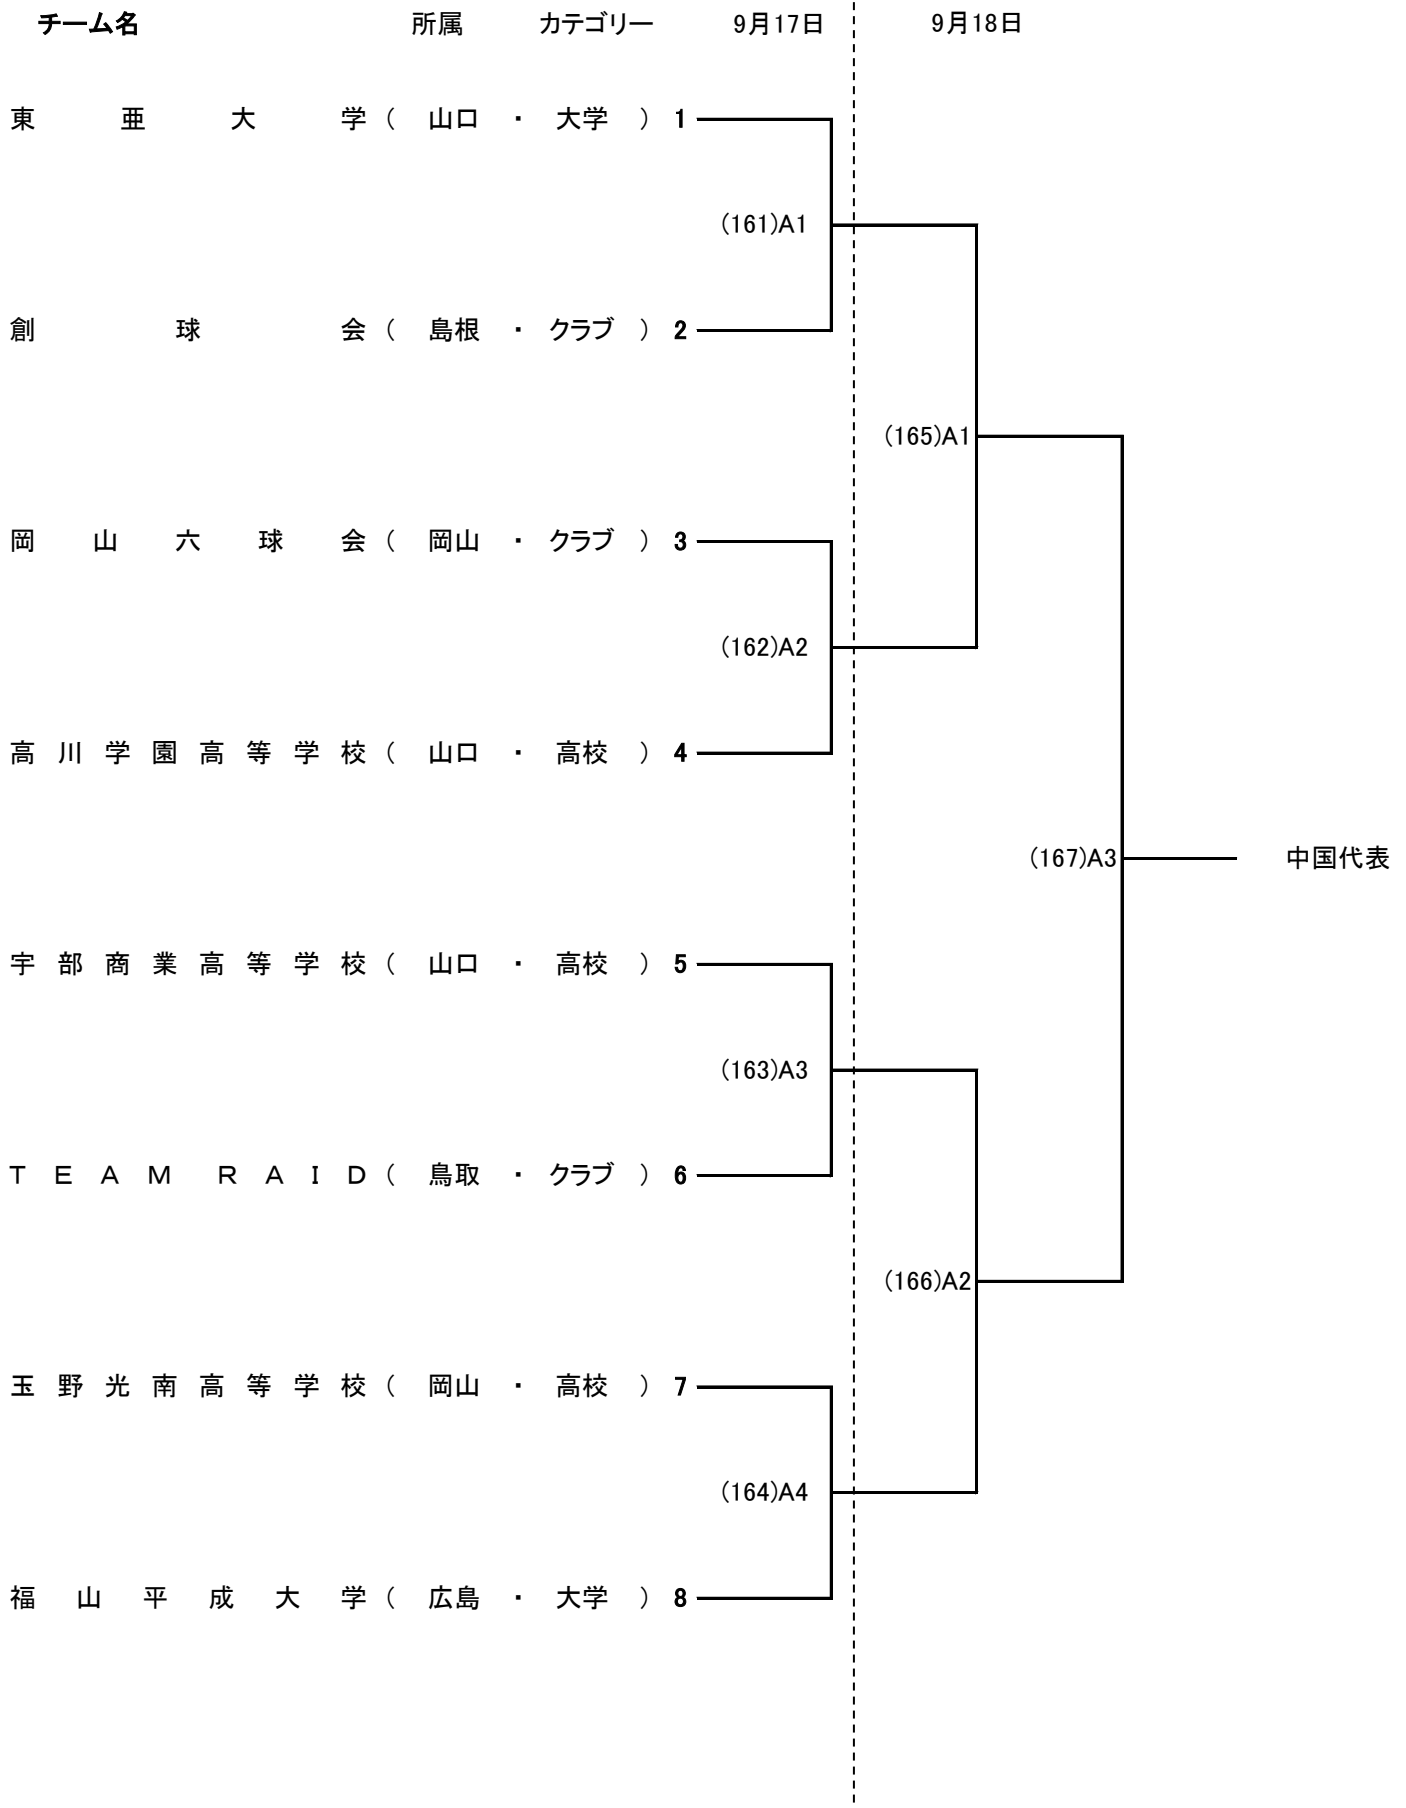 チーム名 所属 カテゴリー 9月17日 9月18日
東亜大学 ( 山口 ・ 大学 ) 1
(161)A1
創球会 ( 島根 ・ クラブ ) 2
(165)A1
岡山六球会 ( 岡山 ・ クラブ ) 3
(162)A2
高川学園高等学校 ( 山口 ・ 高校 ) 4
(167)A3 中国代表
宇部商業高等学校 ( 山口 ・ 高校 ) 5
(163)A3
TEAM RAID ( 鳥取 ・ クラブ ) 6
(166)A2
玉野光南高等学校 ( 岡山 ・ 高校 ) 7
(164)A4
福山平成大学 ( 広島 ・ 大学 ) 8